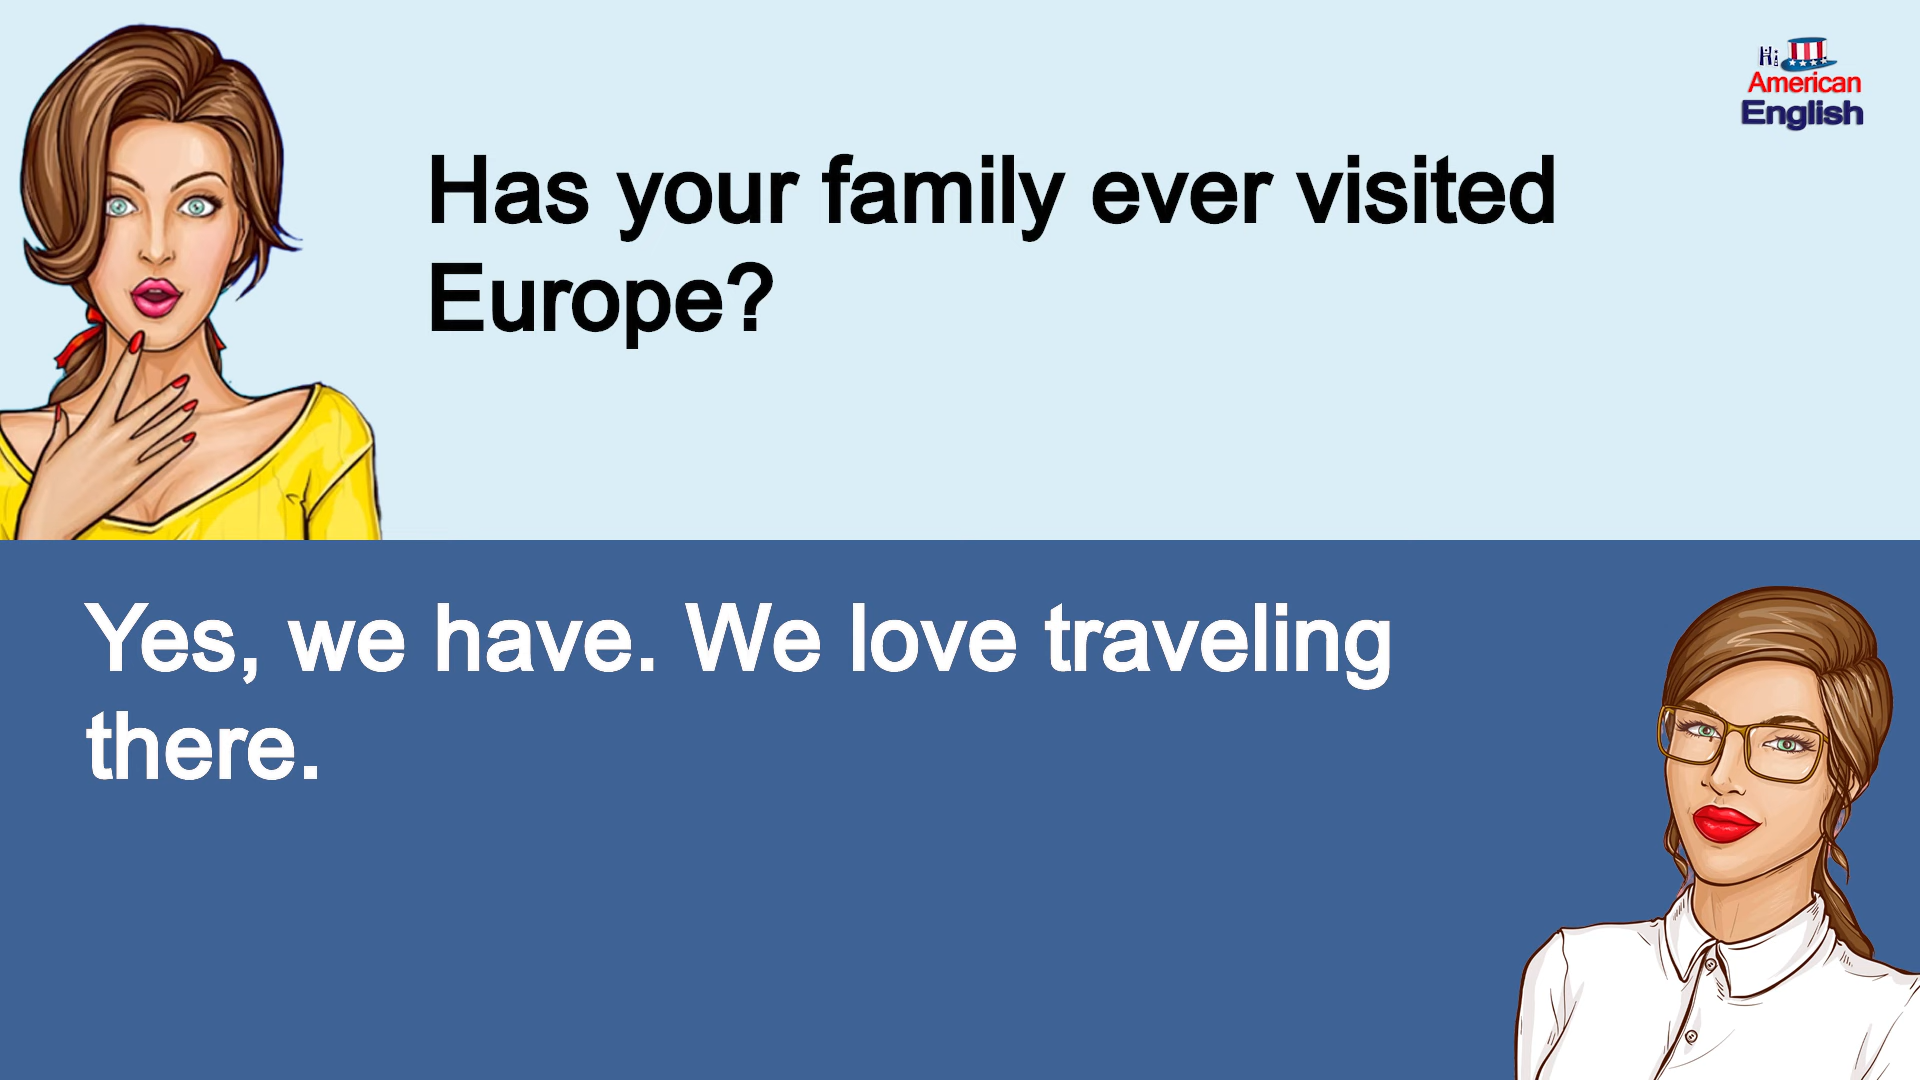 Hi
American
English
Has your family ever visited
Europe?
Yes, we have. We love traveling
there.